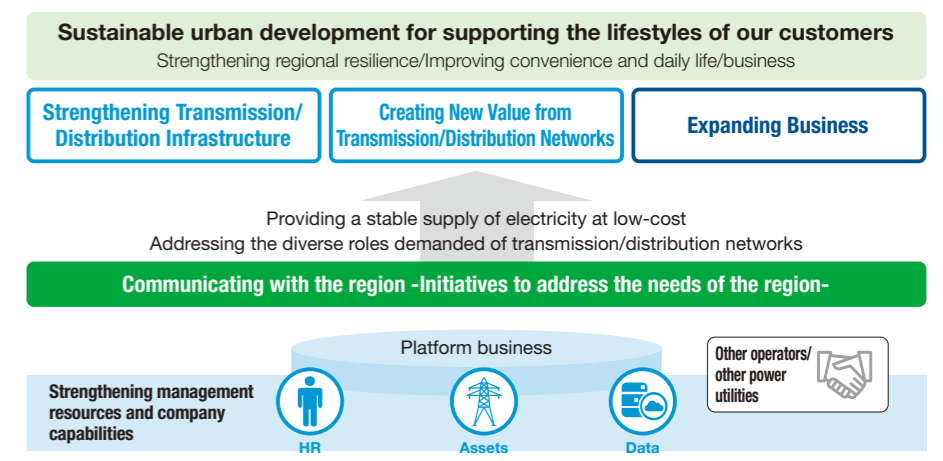 Sustainable urban development for supporting the lifestyles of our customers
Strengthening regional resilience/Improving convenience and daily life/business
Strengthening Transmission/
Distribution Infrastructure
Creating New Value from
Transmission/Distribution Networks
Expanding Business
Providing a stable supply of electricity at low-cost
Addressing the diverse roles demanded of transmission/distribution networks
Communicating with the region -Initiatives to address the needs of the region-
Platform business
Other operators/
other power
utilities
Strengthening management
resources and company
capabilities
HR
Assets
Data